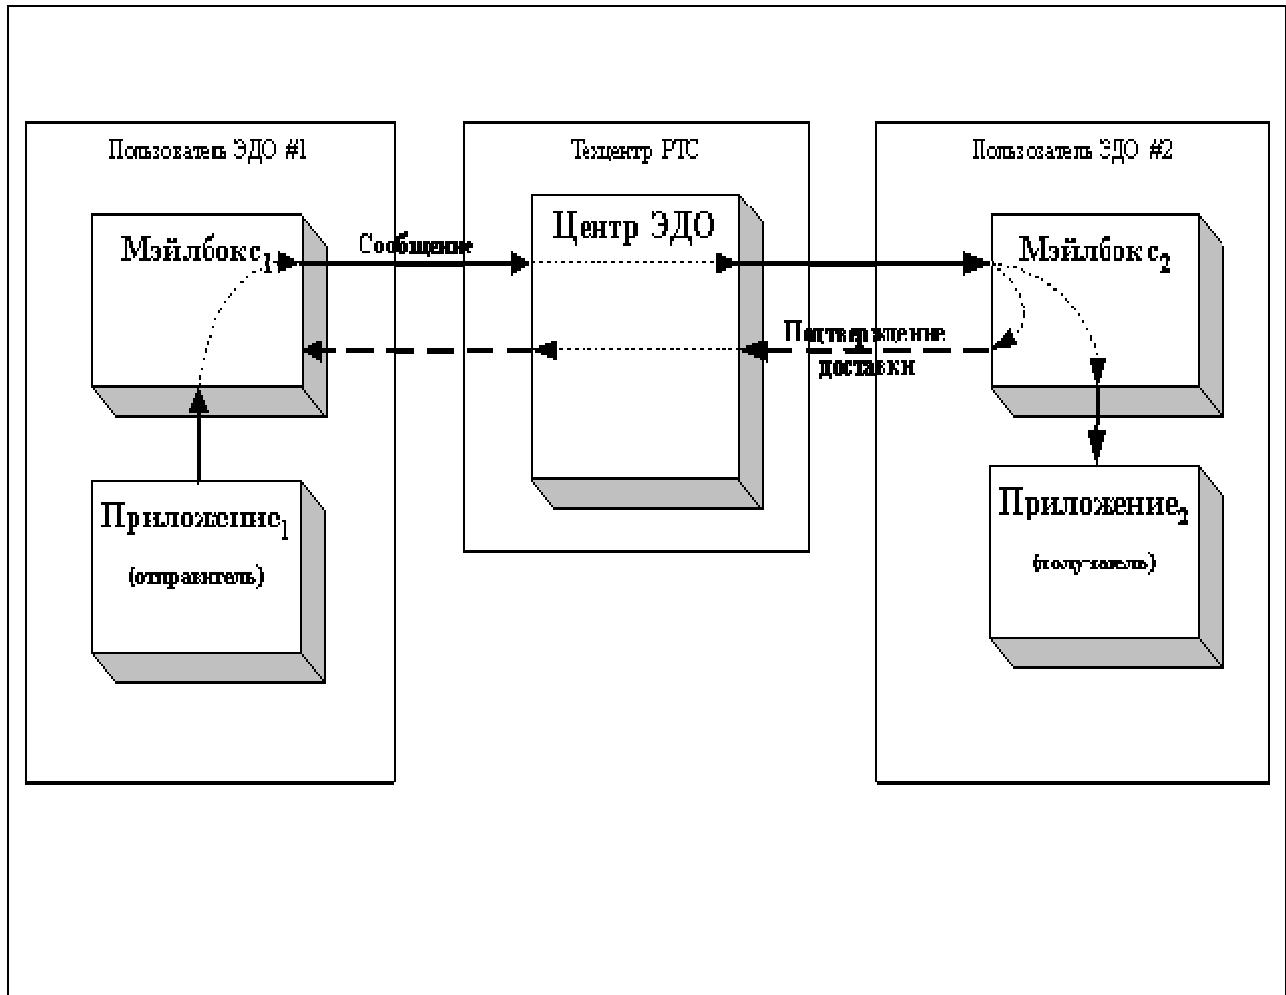 Пользователь ЭДО #1
Техцентр РТС
Пользователь ЭДО #2
Мэйлбокс1
Сообщение
Центр ЭДО
Мэйлбокс2
Подтверждение
доставки
Приложение1
(отправитель)
Приложение2
(получатель)